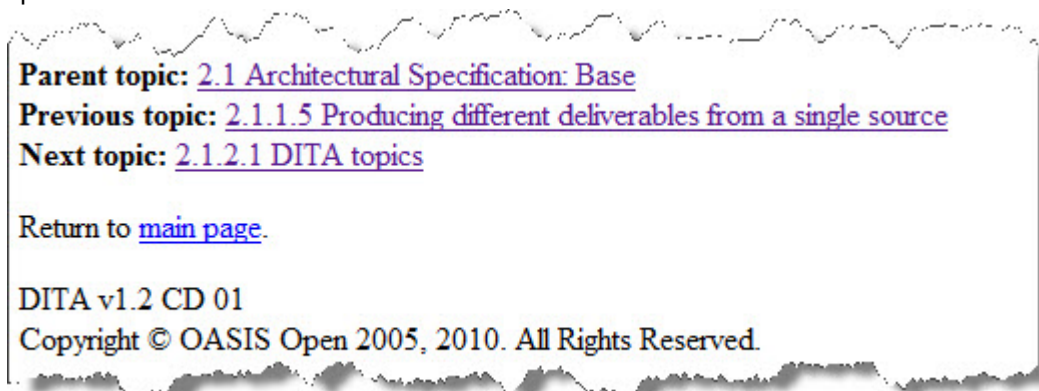 Parent topic: 2.1 Architectural Specification: Base
Previous topic: 2.1.1.5 Producing different deliverables from a single source
Next topic: 2.1.2.1 DITA topics
Return to main page.
DITA v1.2 CD 01
Copyright © OASIS Open 2005, 2010. All Rights Reserved.